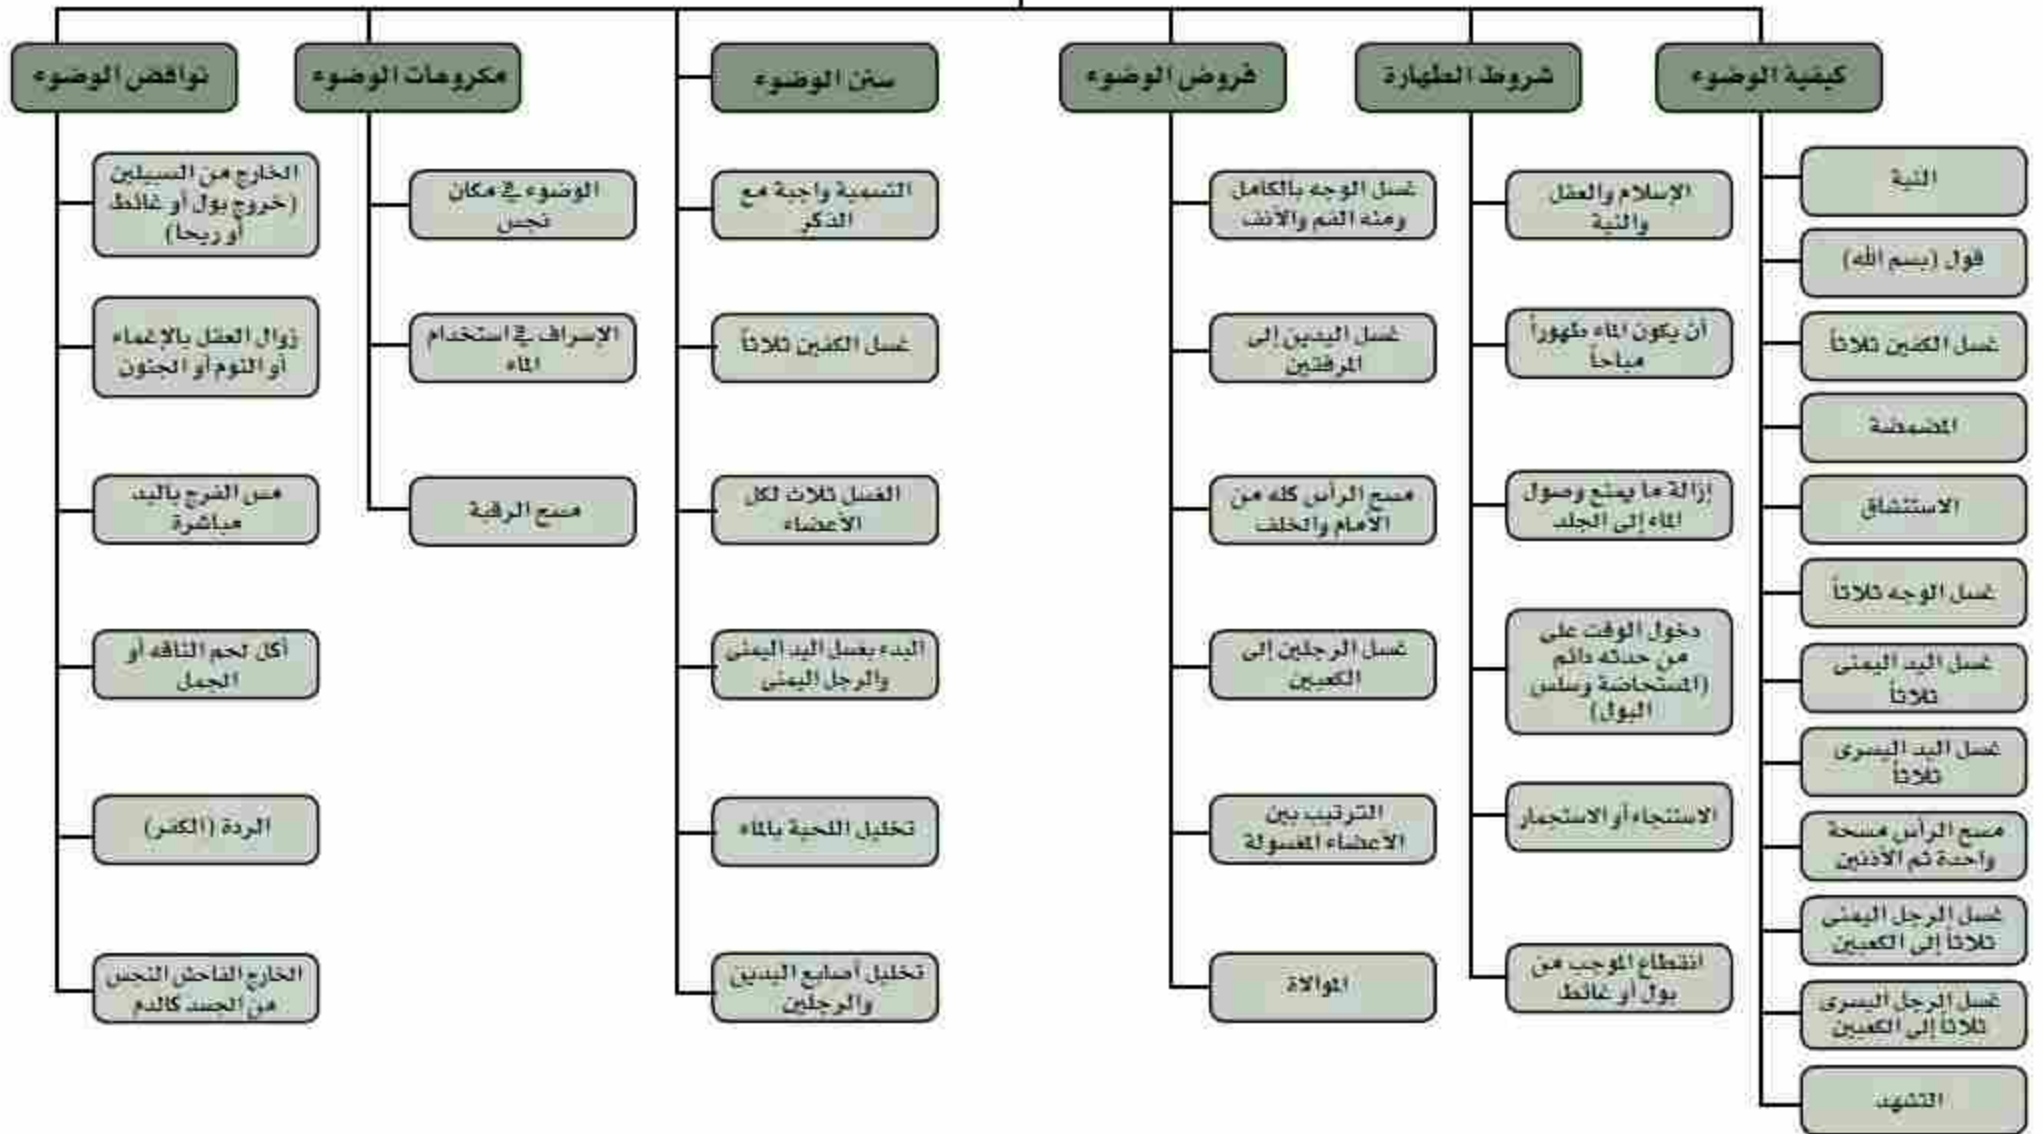 كيفية الوضوء
النية
قول (بسم الله)
غسل الكفين ثلاثاً
المضمضة
الاستنشاق
غسل الوجه ثلاثاً
غسل اليد اليمنى
ثلاثاً
غسل اليد اليسرى
ثلاثاً
مسح الرأس مسحة
واحدة ثم الأذنين
غسل الرجل اليمنى
ثلاثاً إلى الكعبين
غسل الرجل اليسرى
ثلاثاً إلى الكعبين
التشهد
شروط الطهارة
الإسلام والعقل
والنية
أن يكون الماء طهوراً
مباحاً
إزالة ما يمنع وصول
الماء إلى الجلد
دخول الوقت على
من حدثه دائم
(المستحاضة وسلس
البول)
الاستنجاء أو الاستجمار
انقطاع الموجب من
بول أو غائط
فروض الوضوء
غسل الوجه بالكامل
ومنه الفم والأنف
غسل اليدين إلى
المرفقين
مسح الرأس كله من
الأمام والخلف
غسل الرجلين إلى
الكعبين
الترتيب بين
الأعضاء المغسولة
الموالاة
سنن الوضوء
التسمية واجبة مع
الذكر
غسل الكفين ثلاثاً
الغسل ثلاث لكل
الأعضاء
البدء بغسل اليد اليمنى
والرجل اليمنى
تخليل اللحية بالماء
تخليل أصابع اليدين
والرجلين
مكروهات الوضوء
الوضوء في مكان
نجس
الإسراف في استخدام
الماء
مسح الرقبة
نواقض الوضوء
الخارج من السبيلين
(خروج بول أو غائط
أو ريحا)
زوال العقل بالإغماء
أو النوم أو الجنون
مس الفرج باليد
مباشرة
أكل لحم الناقه أو
الجمل
الردة (الكفر)
الخارج الفاحش النجس
من الجسد كالدم